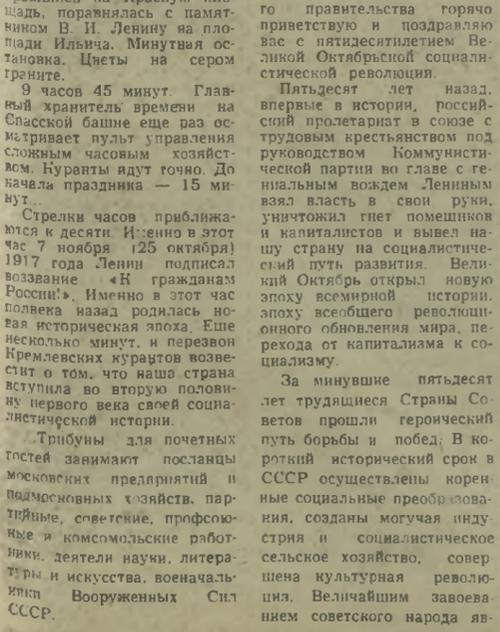 щадь, поравнялась с памят-
ником В. И. Ленину на пло-
щади Ильича. Минутная ос-
тановка. Цветы на сером
граните.
9 часов 45 минут. Глав-
ный хранитель времени на
Спасской башне еще раз ос-
матривает пульт управления
сложным часовым хозяйст-
вом. Куранты идут точно. До
начала праздника — 15 ми-
нут...
Стрелки часов приближа-
ются к десяти. Именно в этот
час 7 ноября (25 октября)
1917 года Ленин подписал
воззвание «К гражданам
России!». Именно в этот час
полвека назад родилась но-
вая историческая эпоха. Еще
несколько минут, и перезвон
Кремлевских курантов возве-
стит о том, что наша страна
вступила во вторую полови-
ну первого века своей социа-
листической истории.
Трибуны для почетных
гостей занимают посланцы
московских предприятий и
подмосковных хозяйств, пар-
тийные, советские, профсоюз-
ные и комсомольские работ-
ники, деятели науки, литера-
туры и искусства, военачаль-
ники Вооруженных Сил
СССР.
го правительства горячо
приветствую и поздравляю
вас с пятидесятилетием Ве-
ликой Октябрьской социали-
стической революции.
Пятьдесят лет назад,
впервые в истории, россий-
ский пролетариат в союзе с
трудовым крестьянством под
руководством Коммунисти-
ческой партии во главе с ге-
ниальным вождем Лениным
взял власть в свои руки,
уничтожил гнет помещиков
и капиталистов и вывел на-
шу страну на социалистиче-
ский путь развития. Вели-
кий Октябрь открыл новую
эпоху всемирной истории,
эпоху всеобщего революци-
онного обновления мира, пе-
рехода от капитализма к со-
циализму.
За минувшие пятьдесят
лет трудящиеся Страны Со-
ветов прошли героический
путь борьбы и побед. В ко-
роткий исторический срок в
СССР осуществлены корен-
ные социальные преобразова-
ния, созданы могучая инду-
стрия и социалистическое
сельское хозяйство, совер-
шена культурная револю-
ция. Величайшим завоева-
нием советского народа яв-